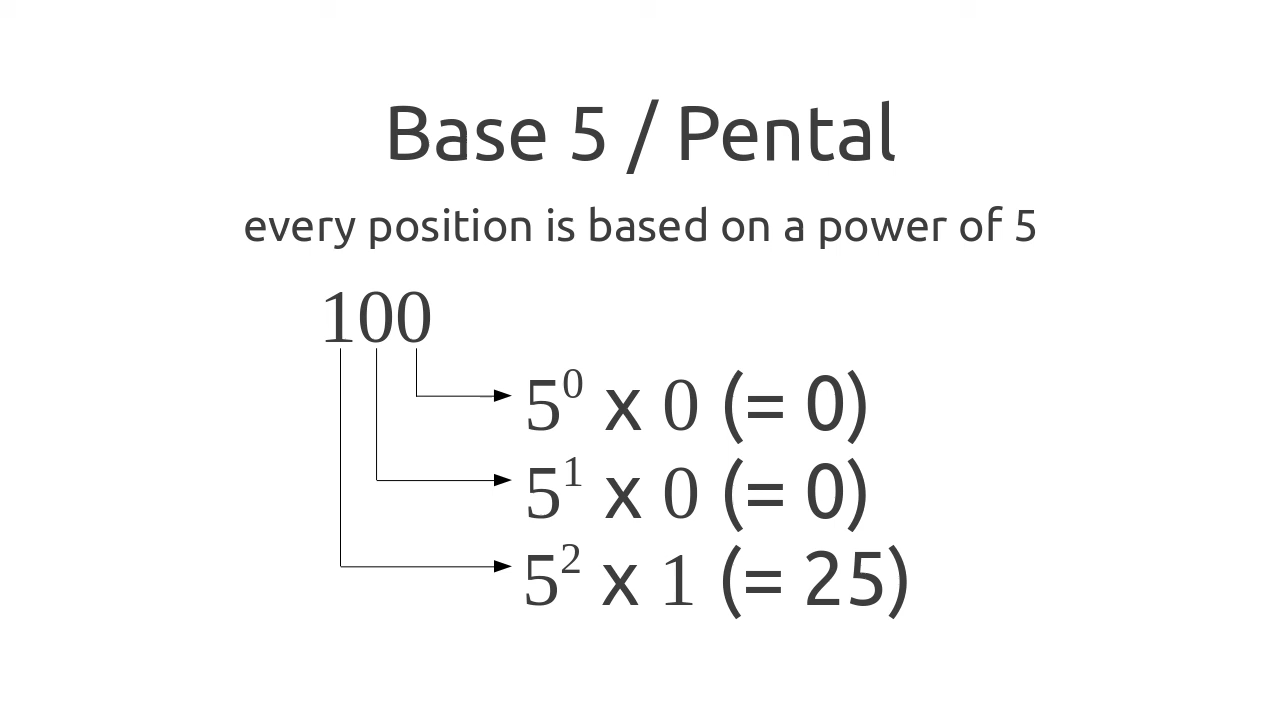 Base 5 / Pental
every position is based on a power of 5
100
5⁰ x 0 (= 0)
5¹ x 0 (= 0)
5² x 1 (= 25)